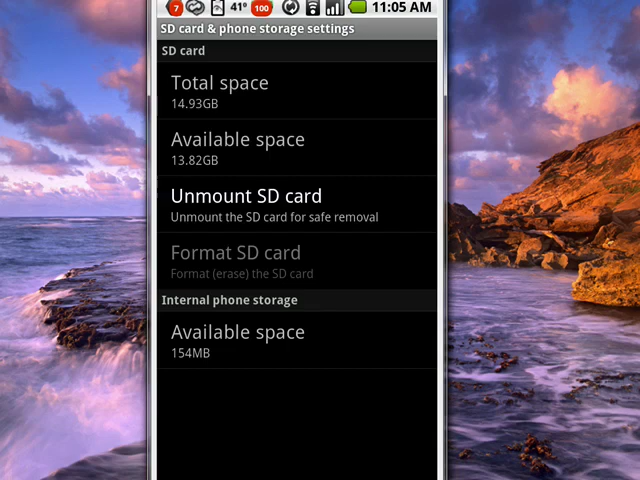 7 41° 100 11:05 AM
SD card & phone storage settings
SD card
Total space
14.93GB
Available space
13.82GB
Unmount SD card
Unmount the SD card for safe removal
Format SD card
Format (erase) the SD card
Internal phone storage
Available space
154MB